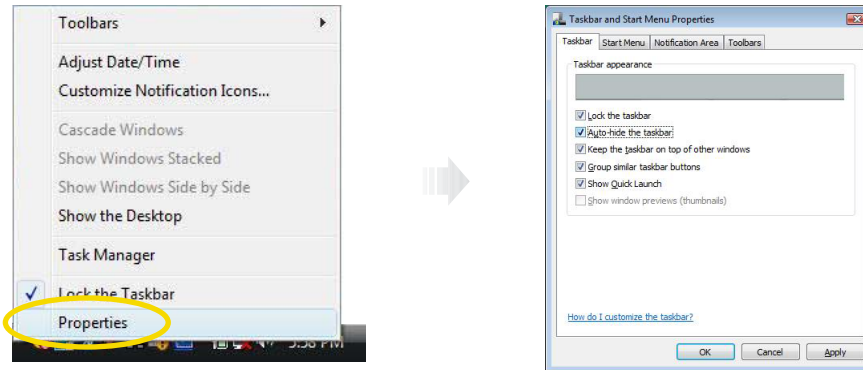 Toolbars
Adjust Date/Time
Customize Notification Icons...
Cascade Windows
Show Windows Stacked
Show Windows Side by Side
Show the Desktop
Task Manager
Lock the Taskbar
Properties
5:58 PM
Taskbar and Start Menu Properties
Taskbar Start Menu Notification Area Toolbars
Taskbar appearance
Lock the taskbar
Auto-hide the taskbar
Keep the taskbar on top of other windows
Group similar taskbar buttons
Show Quick Launch
Show window previews (thumbnails)
How do I customize the taskbar?
OK Cancel Apply